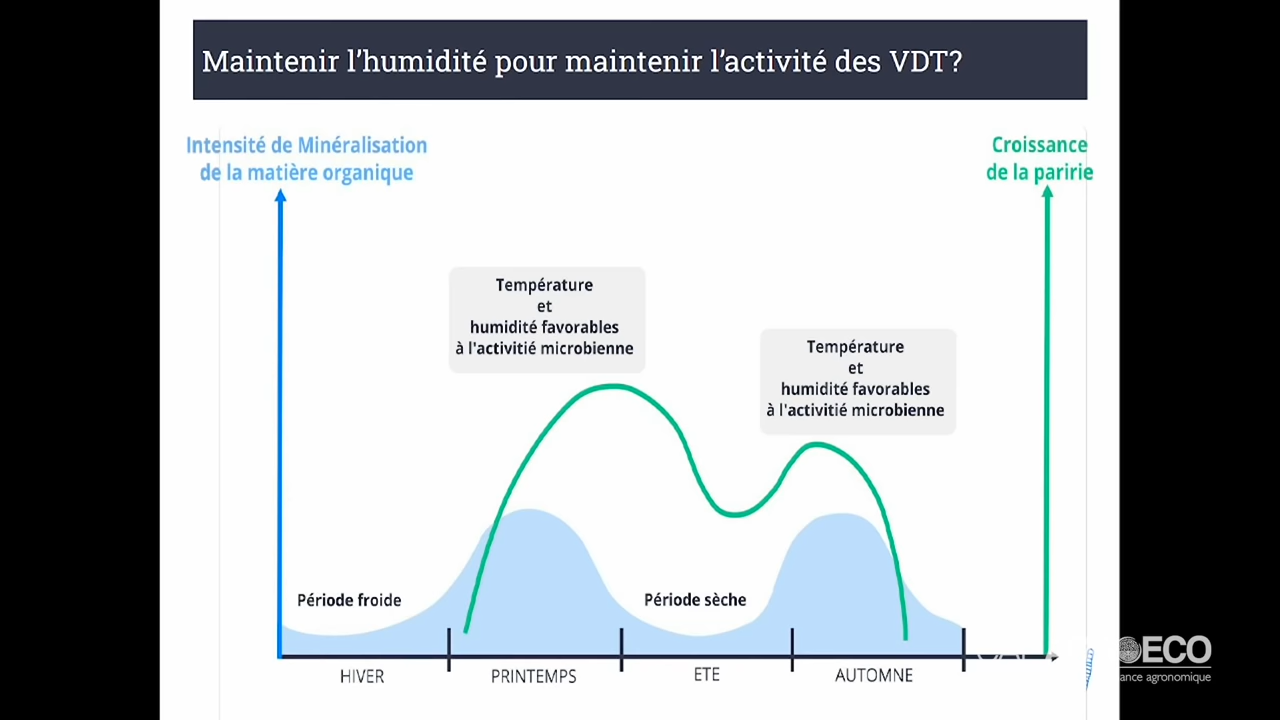 Maintenir l’humidité pour maintenir l’activité des VDT?
Intensité de Minéralisation
de la matière organique
Croissance
de la paririe
Température
et
humidité favorables
à l'activitié microbienne
Température
et
humidité favorables
à l'activitié microbienne
Période froide
Période sèche
HIVER
PRINTEMPS
ETE
AUTOMNE
ECO
agronomique